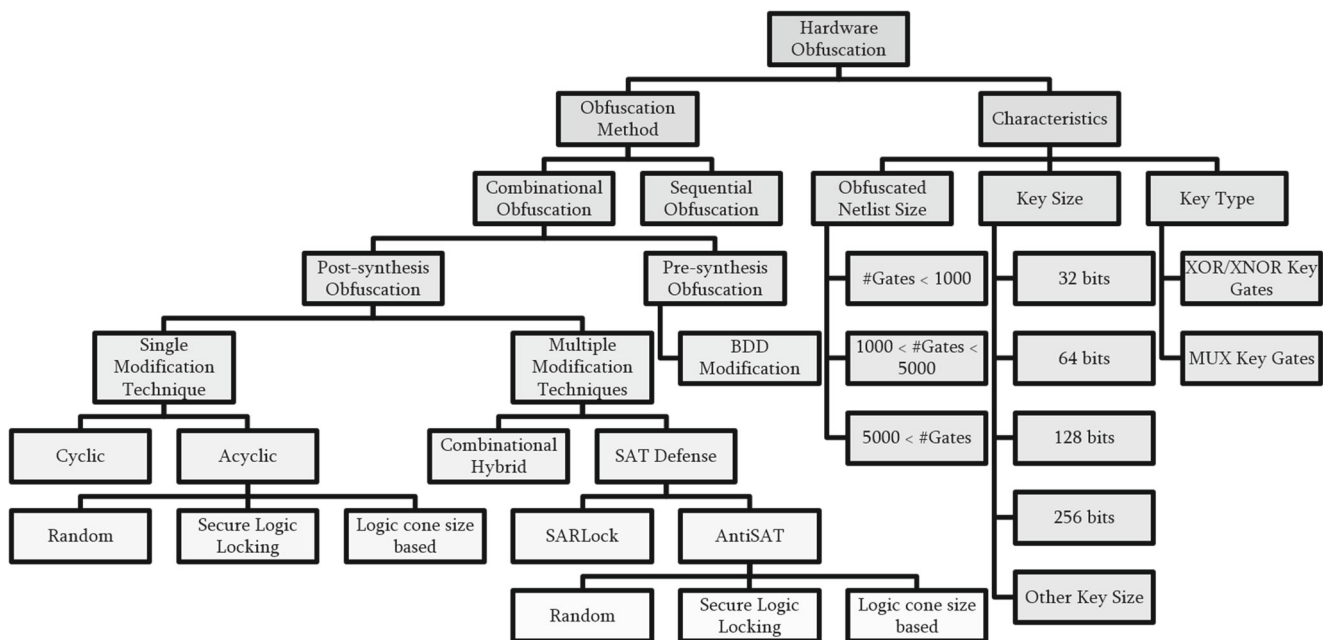 Hardware
Obfuscation
Obfuscation
Method
Characteristics
Combinational
Obfuscation
Sequential
Obfuscation
Obfuscated
Netlist Size
Key Size
Key Type
Post-synthesis
Obfuscation
Pre-synthesis
Obfuscation
#Gates < 1000
32 bits
XOR/XNOR Key
Gates
Single
Modification
Technique
Multiple
Modification
Techniques
BDD
Modification
1000 < #Gates <
5000
64 bits
MUX Key Gates
Cyclic
Acyclic
Combinational
Hybrid
SAT Defense
5000 < #Gates
128 bits
Random
Secure Logic
Locking
Logic cone size
based
SARLock
AntiSAT
256 bits
Random
Secure Logic
Locking
Logic cone size
based
Other Key Size